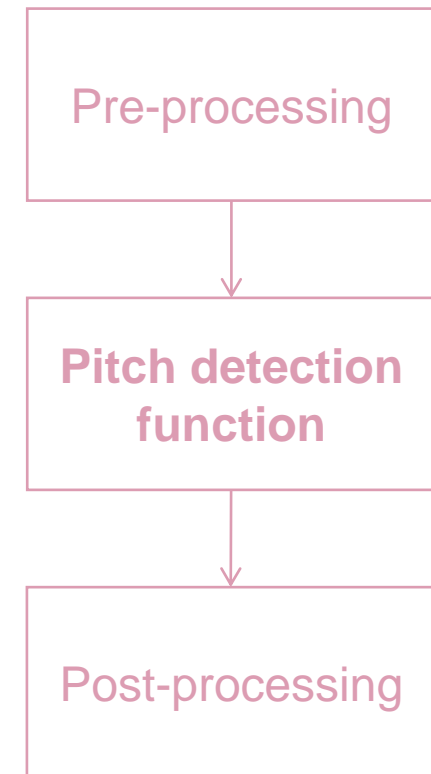 Pre-processing
Pitch detection
function
Post-processing